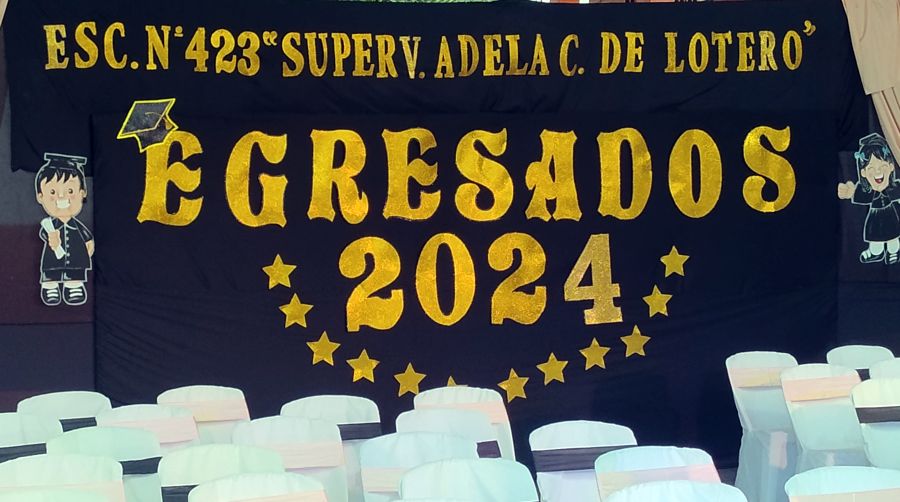 ESC. N° 423 "SUPERV. ADELA C. DE LOTERO"
EGRESADOS
2024